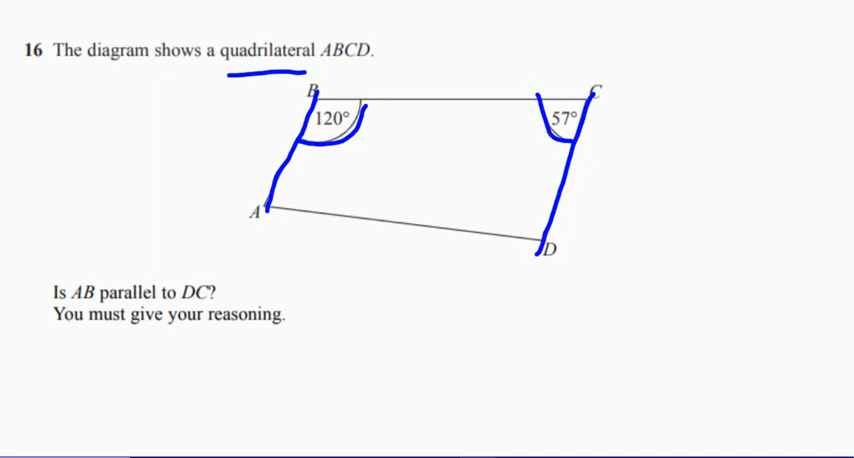 16 The diagram shows a quadrilateral ABCD.
B
C
120°
57°
A
D
Is AB parallel to DC?
You must give your reasoning.